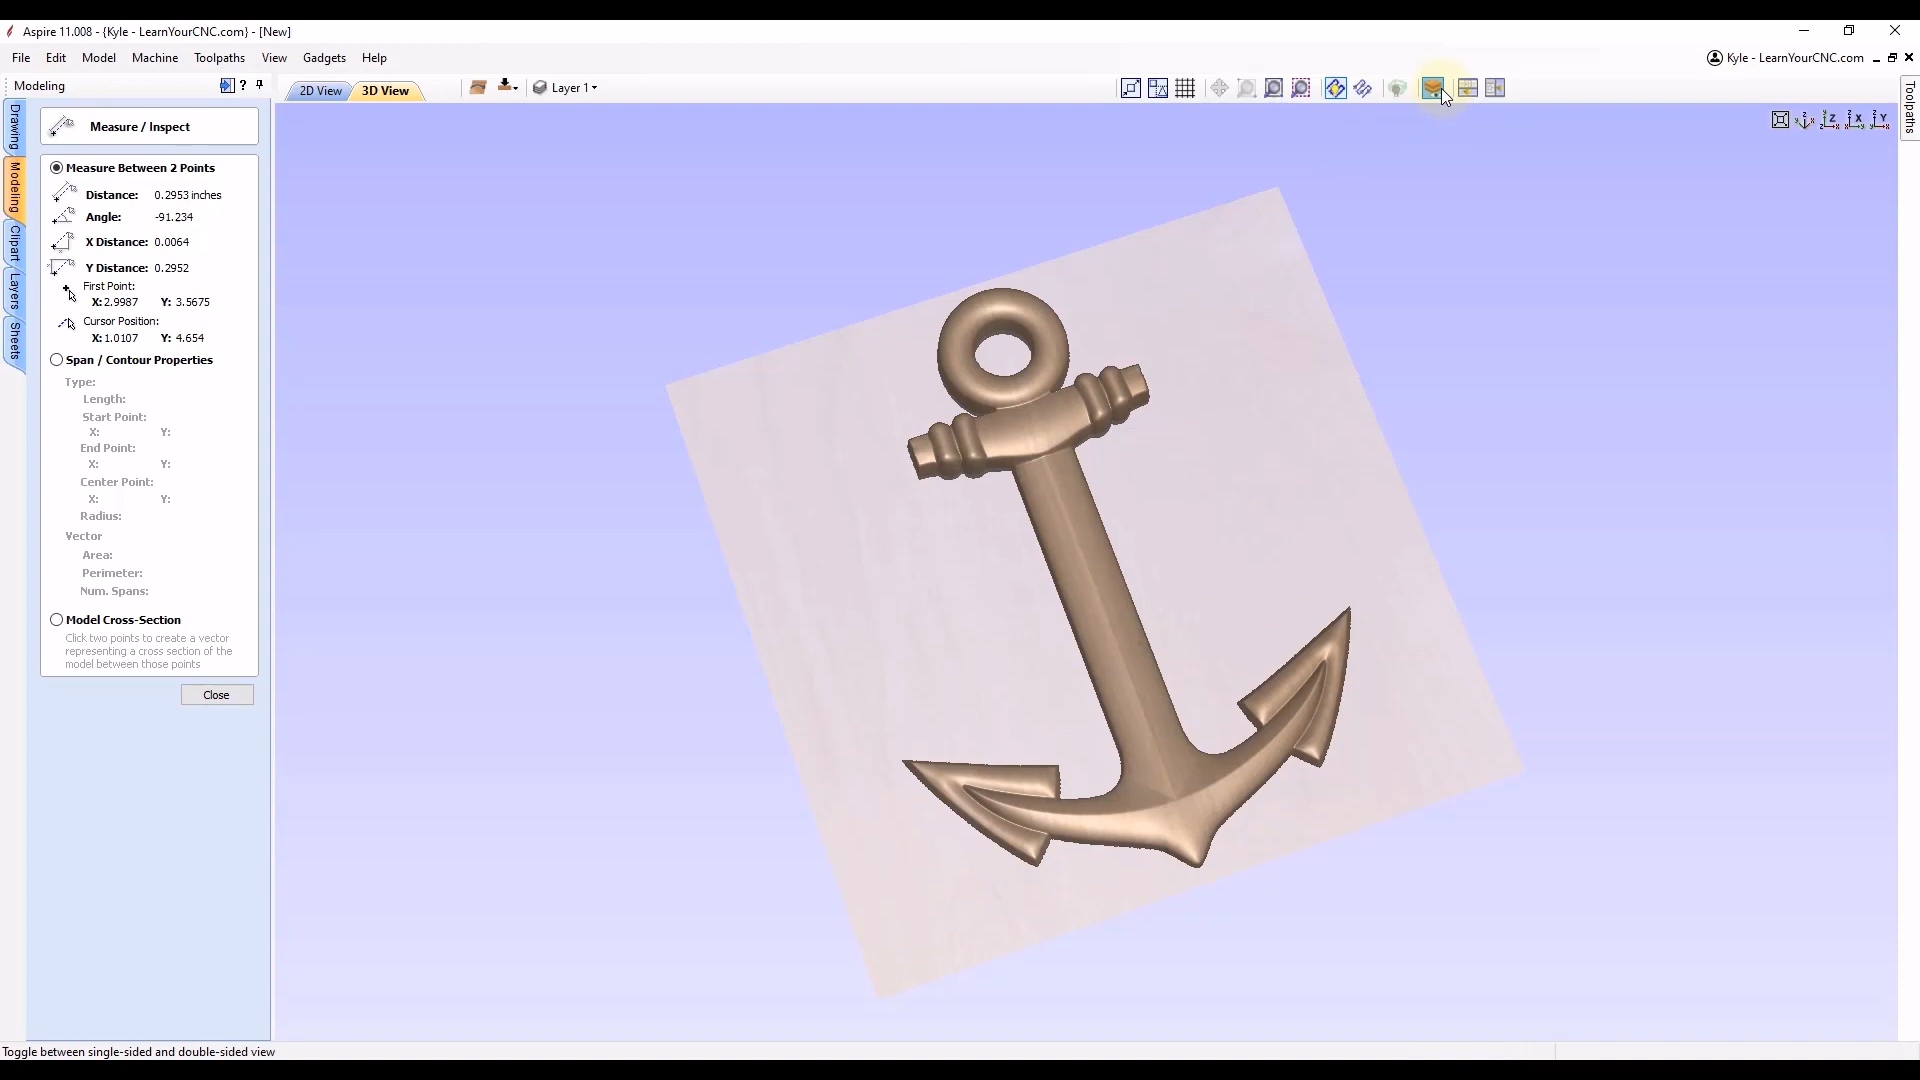 Aspire 11.008 - {Kyle - LearnYourCNC.com} - [New]
File Edit Model Machine Toolpaths View Gadgets Help
Kyle - LearnYourCNC.com
Modeling ?
2D View 3D View Layer 1
Drawing
Modeling
Clipart
Layers
Sheets
Toolpaths
Measure / Inspect
Measure Between 2 Points
Distance: 0.2953 inches
Angle: -91.234
X Distance: 0.0064
Y Distance: 0.2952
First Point:
X: 2.9987 Y: 3.5675
Cursor Position:
X: 1.0107 Y: 4.654
Span / Contour Properties
Type:
Length:
Start Point:
X: Y:
End Point:
X: Y:
Center Point:
X: Y:
Radius:
Vector
Area:
Perimeter:
Num. Spans:
Model Cross-Section
Click two points to create a vector
representing a cross section of the
model between those points
Close
Toggle between single-sided and double-sided view